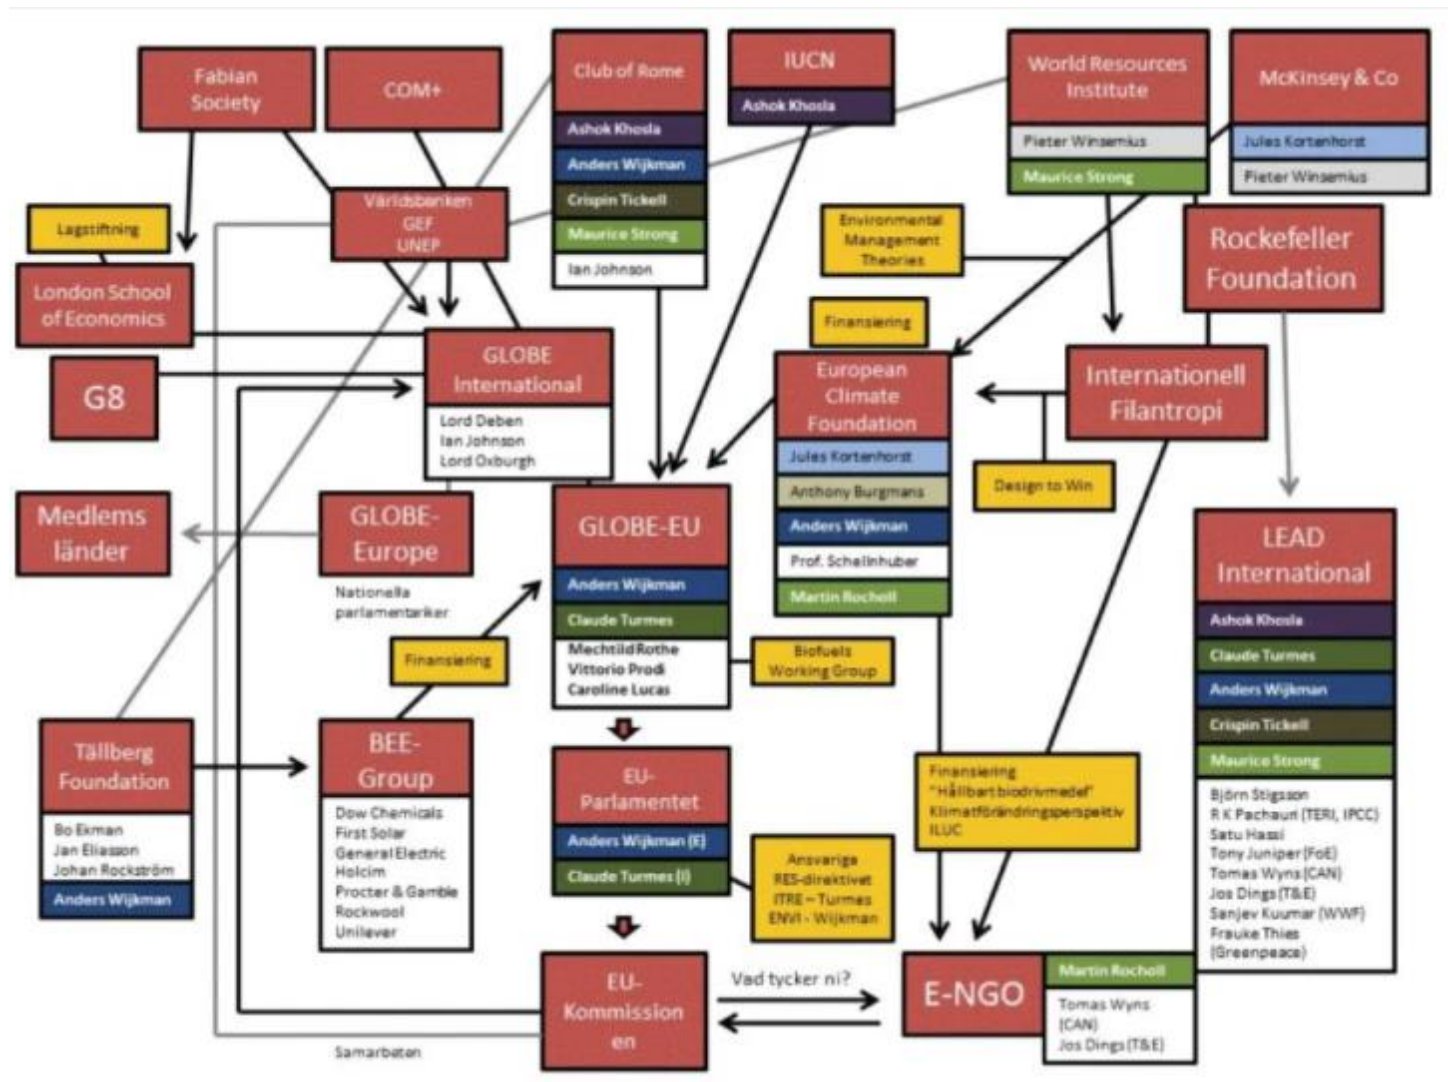 Fabian
Society
COM+
Club of Rome
Ashok Khosla
Anders Wijkman
Crispin Tickell
Maurice Strong
Ian Johnson
IUCN
Ashok Khosla
World Resources
Institute
Pieter Winsemius
Maurice Strong
McKinsey & Co
Jules Kortenhorst
Pieter Winsemius
Lagstiftning
Världsbanken
GEF
UNEP
Environmental
Management
Theories
Rockefeller
Foundation
London School
of Economics
Finansiering
GLOBE
International
Lord Deben
Ian Johnson
Lord Oxburgh
G8
European
Climate
Foundation
Jules Kortenhorst
Anthony Burgmans
Anders Wijkman
Prof. Schellnhuber
Martin Rocholl
Internationell
Filantropi
Design to Win
Medlems
länder
GLOBE-
Europe
Nationella
parlamentariker
GLOBE-EU
Anders Wijkman
Claude Turmes
Mechtild Rothe
Vittorio Prodi
Caroline Lucas
LEAD
International
Ashok Khosla
Claude Turmes
Anders Wijkman
Crispin Tickell
Maurice Strong
Björn Stigsson
R K Pachauri (TERI, IPCC)
Satu Hassi
Tony Juniper (FoE)
Tomas Wyns (CAN)
Jos Dings (T&E)
Sanjev Kuumar (WWF)
Frauke Thies
(Greenpeace)
Finansiering
Biofuels
Working Group
Tällberg
Foundation
Bo Ekman
Jan Eliasson
Johan Rockström
Anders Wijkman
BEE-
Group
Dow Chemicals
First Solar
General Electric
Holcim
Procter & Gamble
Rockwool
Unilever
EU-
Parlamentet
Anders Wijkman (E)
Claude Turmes (I)
Finansiering
"Hållbart biodrivmedel"
Klimatförändringsperspektiv
ILUC
Ansvariga
RES-direktivet
ITRE – Turmes
ENVI - Wijkman
EU-
Kommission
en
Vad tycker ni?
E-NGO
Martin Rocholl
Tomas Wyns
(CAN)
Jos Dings (T&E)
Samarbeten